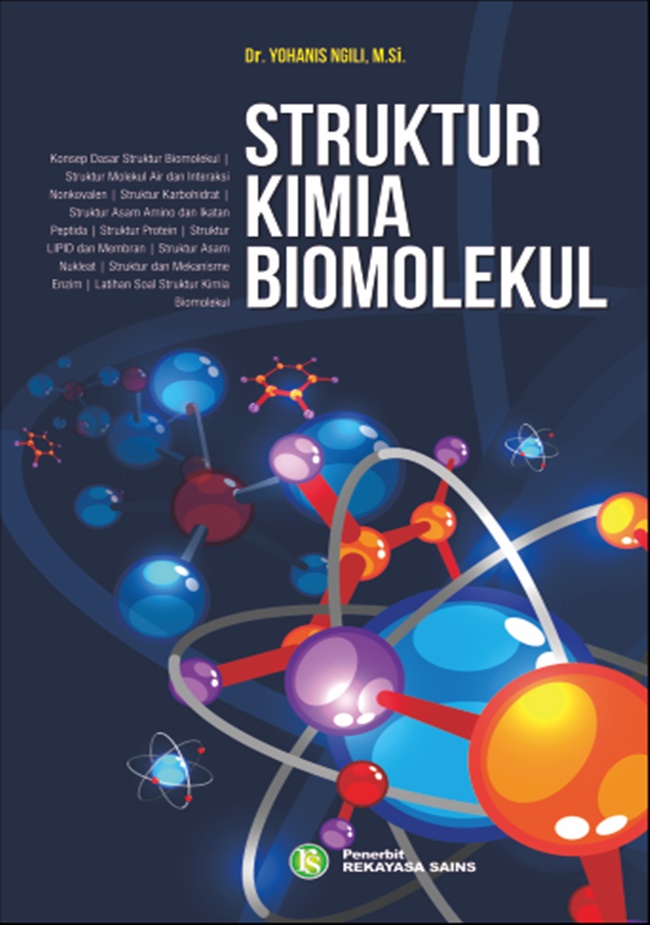 Dr. YOHANIS NGILI, M.Si.
STRUKTUR
KIMIA
BIOMOLEKUL
Konsep Dasar Struktur Biomolekul |
Struktur Molekul Air dan Interaksi
Nonkovalen | Struktur Karbohidrat |
Struktur Asam Amino dan Ikatan
Peptida | Struktur Protein | Struktur
LIPID dan Membran | Struktur Asam
Nukleat | Struktur dan Mekanisme
Enzim | Latihan Soal Struktur Kimia
Biomolekul
rs
Penerbit
REKAYASA SAINS